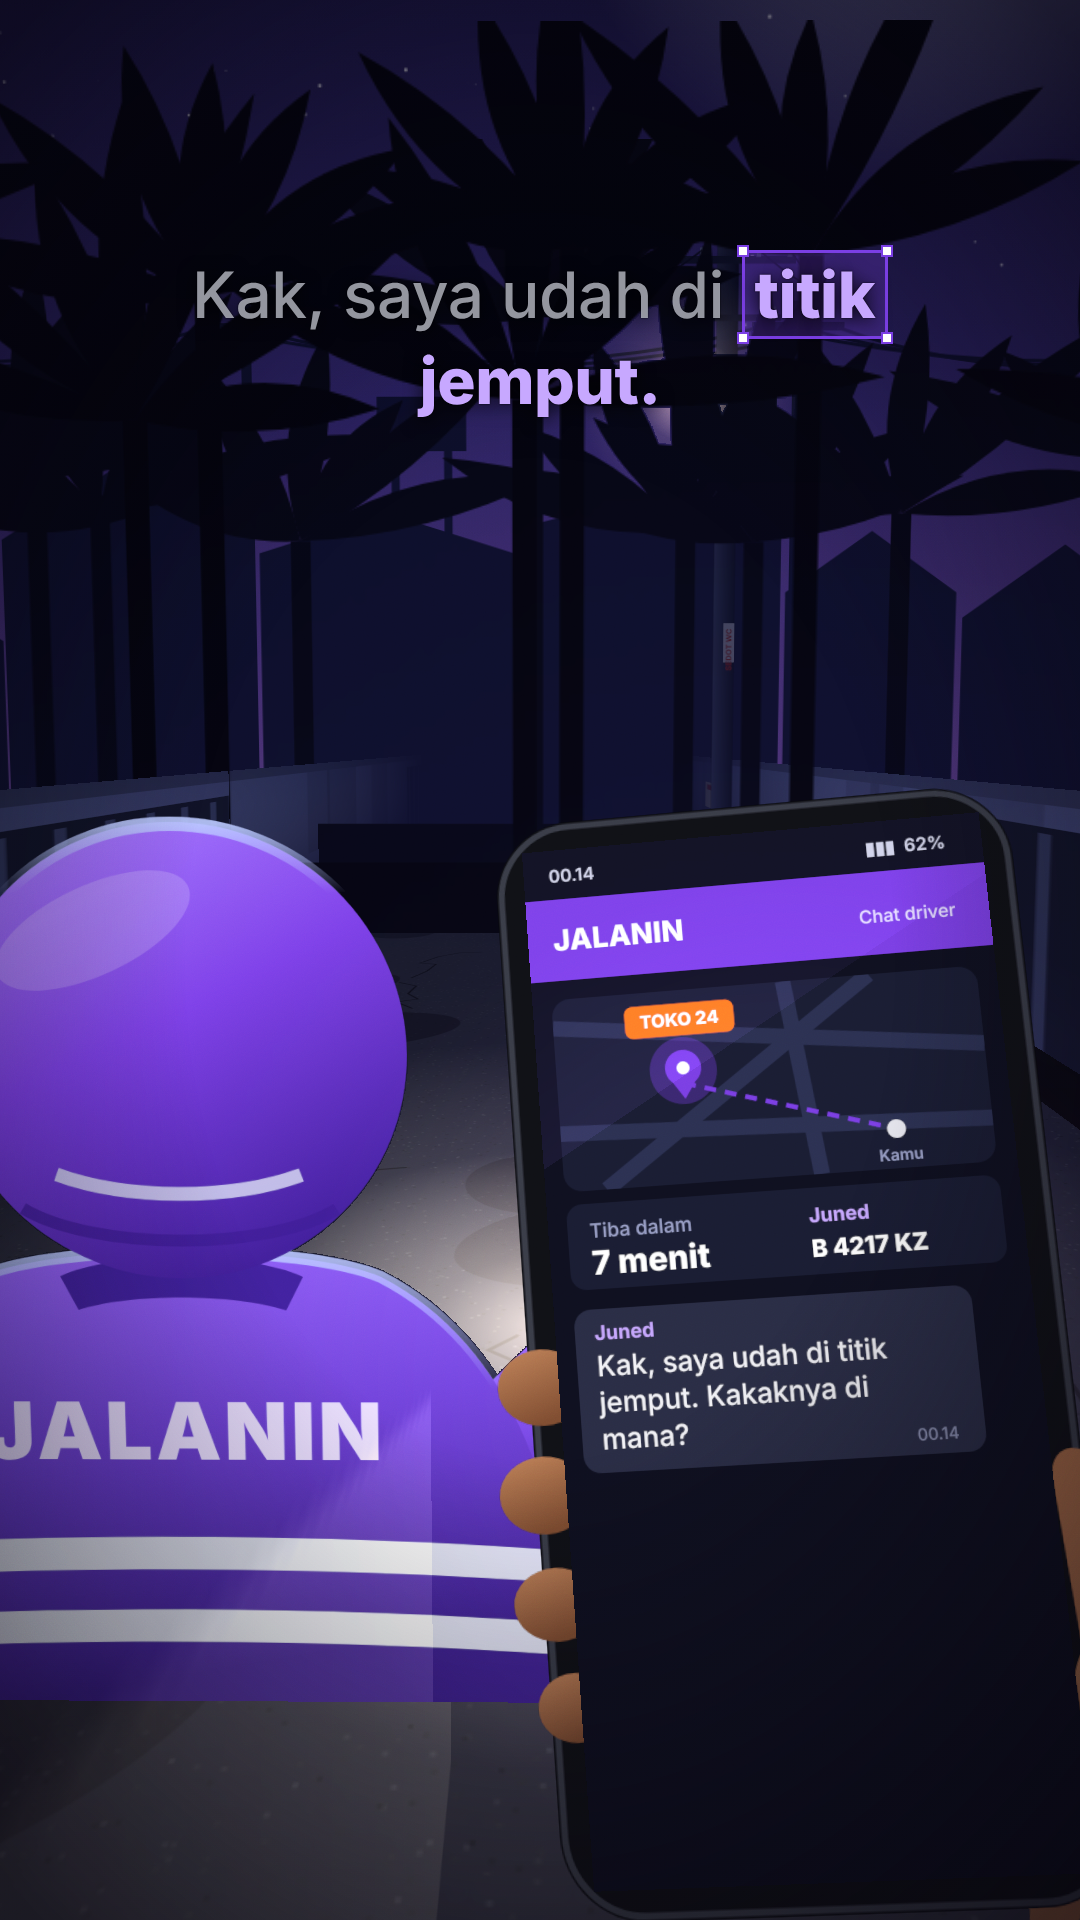 Kak, saya udah di titik
jemput.
00.14
62%
JALANIN
Chat driver
TOKO 24
Kamu
Tiba dalam
7 menit
Juned
B 4217 KZ
Juned
Kak, saya udah di titik
jemput. Kakaknya di
mana?
00.14
JALANIN